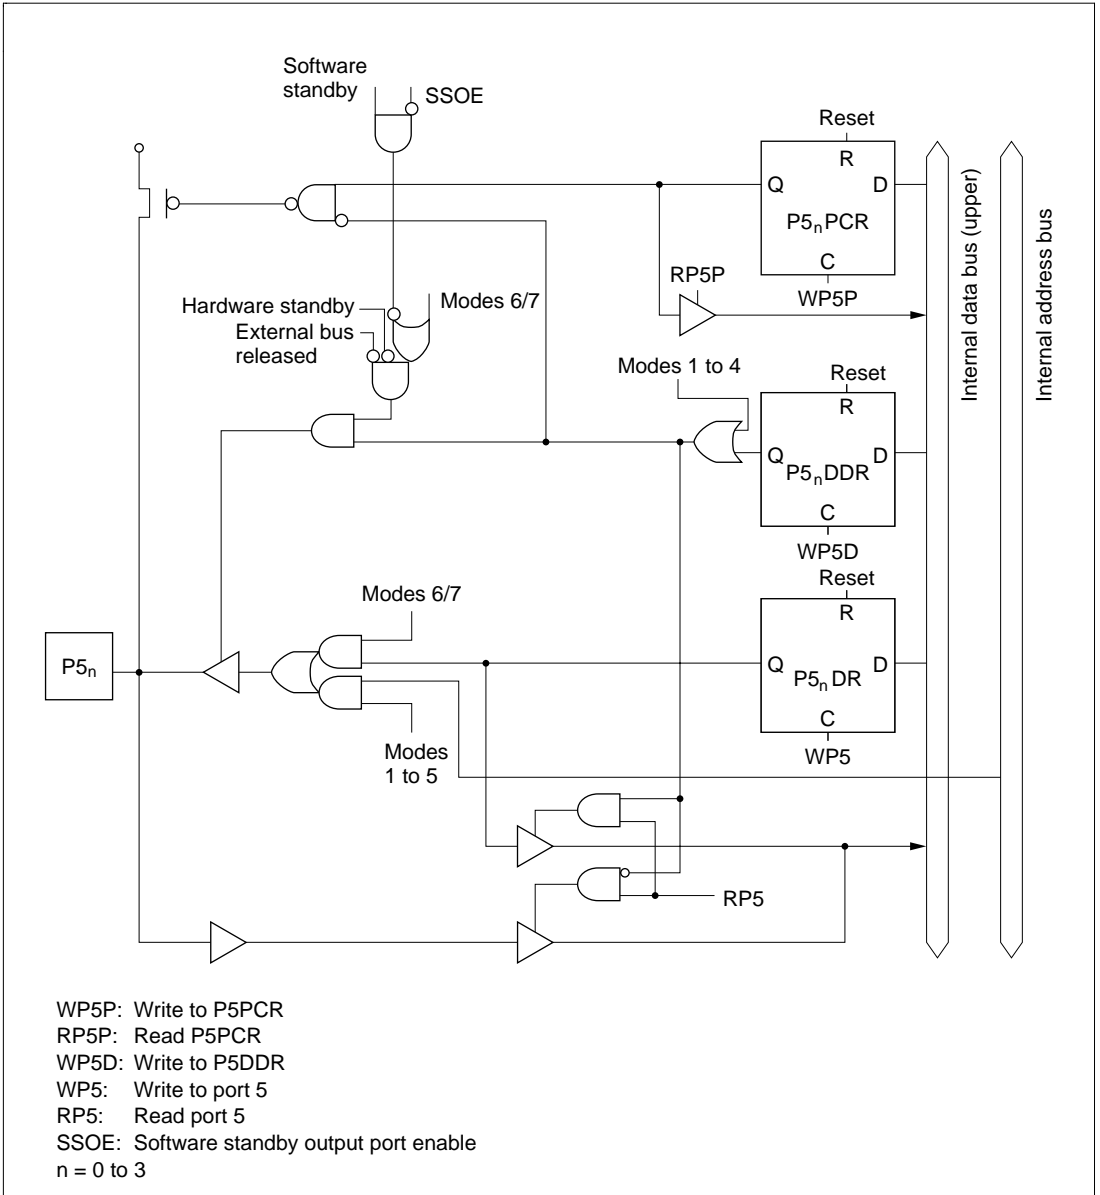 Software
standby
SSOE
Reset
R
Q
D
P5nPCR
C
WP5P
RP5P
Hardware standby
Modes 6/7
External bus
released
Modes 1 to 4
Reset
R
Q
D
P5nDDR
C
WP5D
Reset
R
Q
D
P5nDR
C
WP5
Modes 6/7
P5n
Modes
1 to 5
RP5
Internal data bus (upper)
Internal address bus
WP5P: Write to P5PCR
RP5P: Read P5PCR
WP5D: Write to P5DDR
WP5: Write to port 5
RP5: Read port 5
SSOE: Software standby output port enable
n = 0 to 3